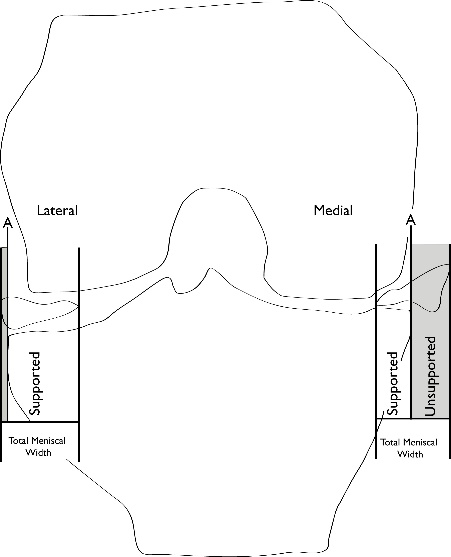 Lateral
Medial
A
A
Supported
Supported
Unsupported
Total Meniscal
Width
Total Meniscal
Width